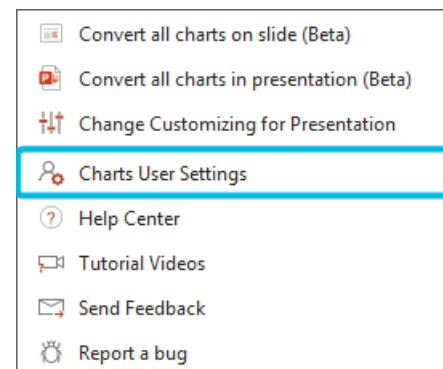 Convert all charts on slide (Beta)
Convert all charts in presentation (Beta)
Change Customizing for Presentation
Charts User Settings
Help Center
Tutorial Videos
Send Feedback
Report a bug